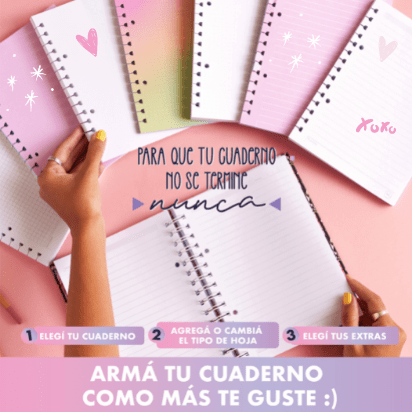 xoxo
PARA QUE TU CUADERNO
NO SE TERMINE
nunca
1 ELEGÍ TU CUADERNO
2 AGREGÁ O CAMBIÁ
EL TIPO DE HOJA
3 ELEGÍ TUS EXTRAS
ARMÁ TU CUADERNO
COMO MÁS TE GUSTE :)